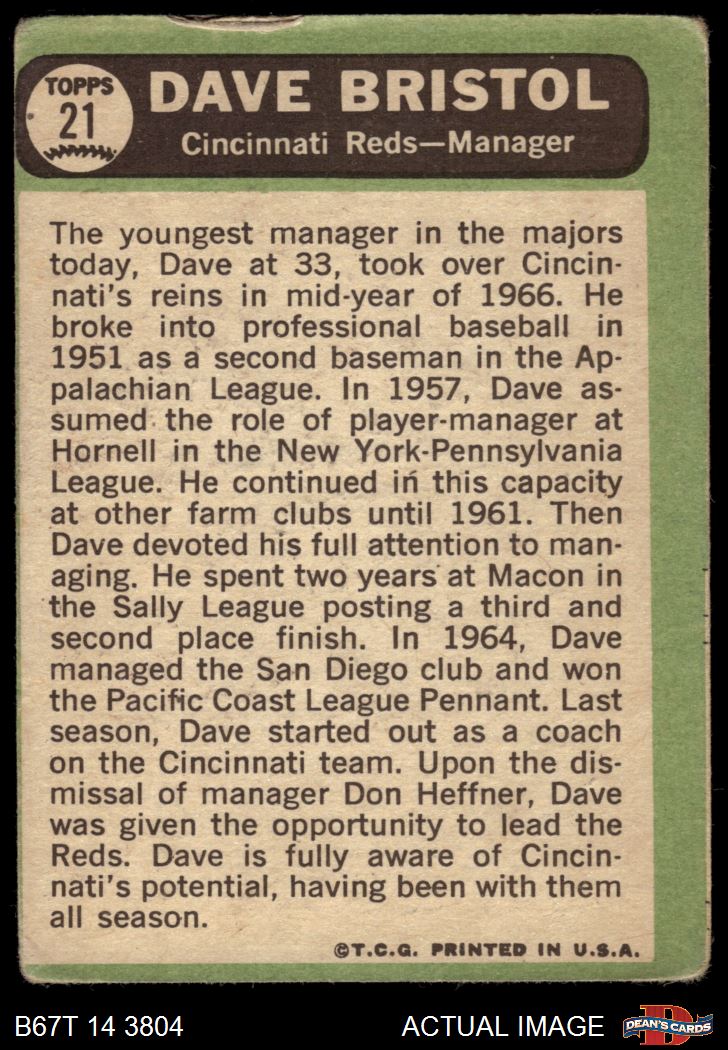 TOPPS
21
DAVE BRISTOL
Cincinnati Reds—Manager
The youngest manager in the majors
today, Dave at 33, took over Cincin-
nati's reins in mid-year of 1966. He
broke into professional baseball in
1951 as a second baseman in the Ap-
palachian League. In 1957, Dave as-
sumed the role of player-manager at
Hornell in the New York-Pennsylvania
League. He continued in this capacity
at other farm clubs until 1961. Then
Dave devoted his full attention to man-
aging. He spent two years at Macon in
the Sally League posting a third and
second place finish. In 1964, Dave
managed the San Diego club and won
the Pacific Coast League Pennant. Last
season, Dave started out as a coach
on the Cincinnati team. Upon the dis-
missal of manager Don Heffner, Dave
was given the opportunity to lead the
Reds. Dave is fully aware of Cincin-
nati's potential, having been with them
all season.
©T.C.G. PRINTED IN U.S.A.
B67T 14 3804
ACTUAL IMAGE
D
DEAN'S CARDS